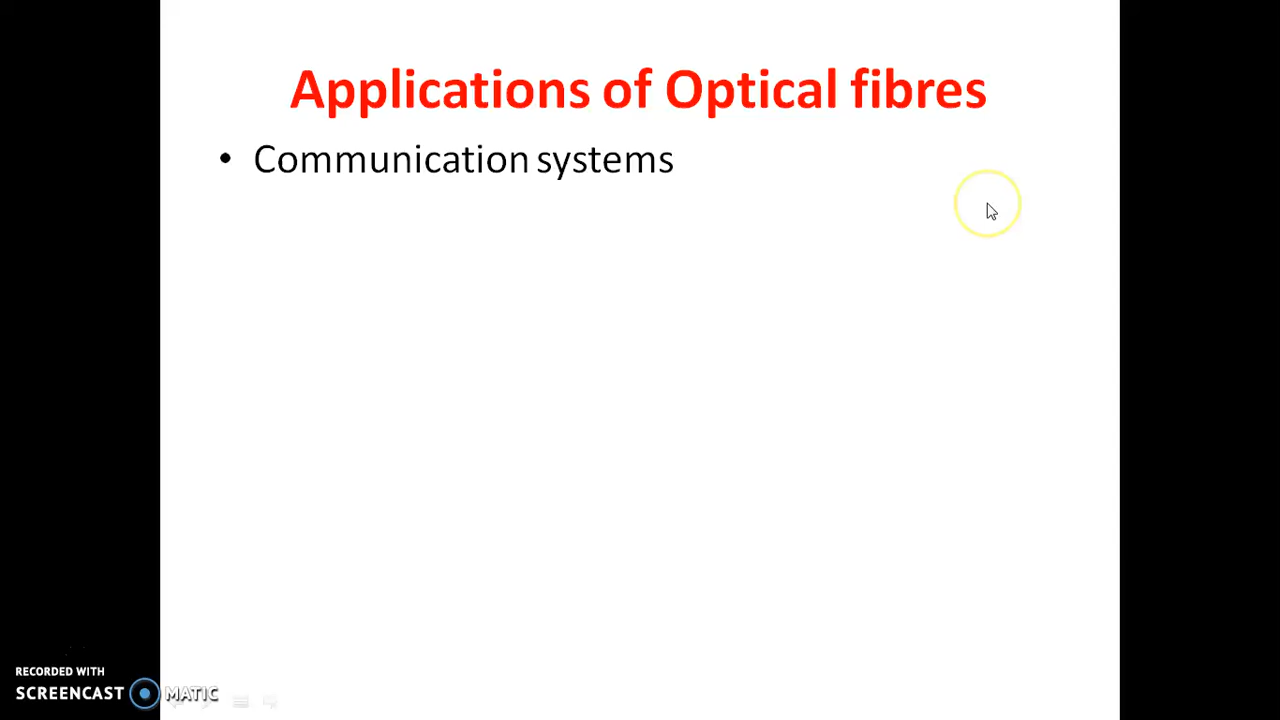 Applications of Optical fibres
• Communication systems
RECORDED WITH
SCREENCAST MATIC